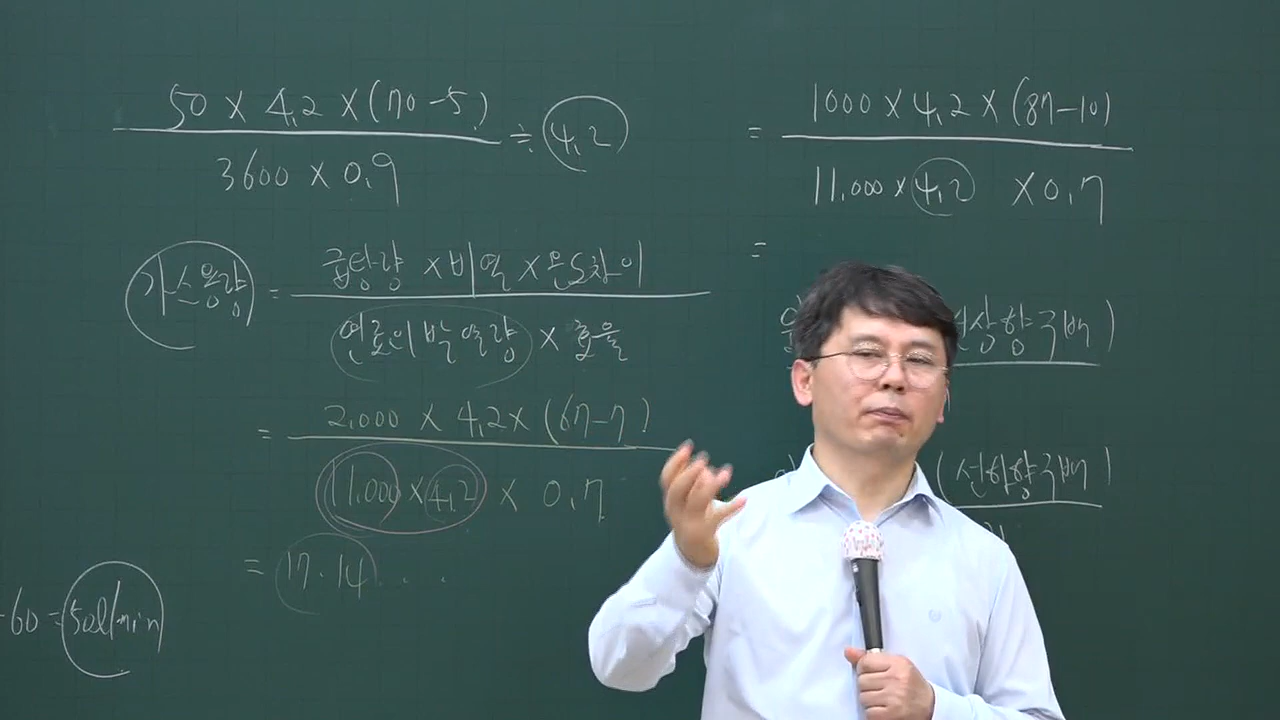 50 × 4.2 × (70-5)
3600 × 0.9
÷ 4.2
가스용량 = 급탕량 × 비열 × 온도차이
연료의 발열량 × 효율
= 2,000 × 4.2 × (67-7)
11,000 × 4.2 × 0.7
= 17.14...
60 = 50l/min
= 1000 × 4.2 × (87-10)
11,000 × 4.2 × 0.7
=
상향극배)
(선하향극배)